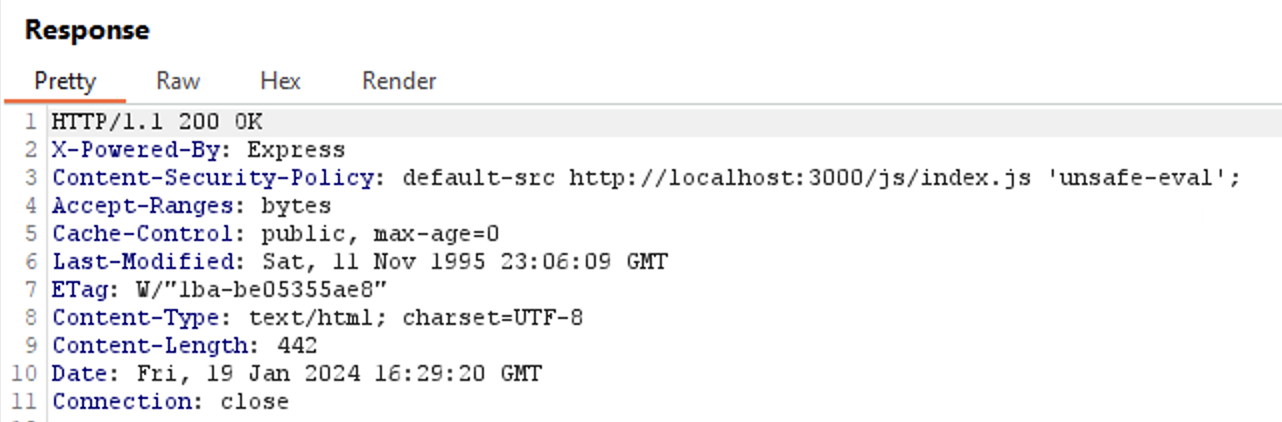 Response
Pretty Raw Hex Render
1 HTTP/1.1 200 OK
2 X-Powered-By: Express
3 Content-Security-Policy: default-src http://localhost:3000/js/index.js 'unsafe-eval';
4 Accept-Ranges: bytes
5 Cache-Control: public, max-age=0
6 Last-Modified: Sat, 11 Nov 1995 23:06:09 GMT
7 ETag: W/"1ba-be05355ae8"
8 Content-Type: text/html; charset=UTF-8
9 Content-Length: 442
10 Date: Fri, 19 Jan 2024 16:29:20 GMT
11 Connection: close